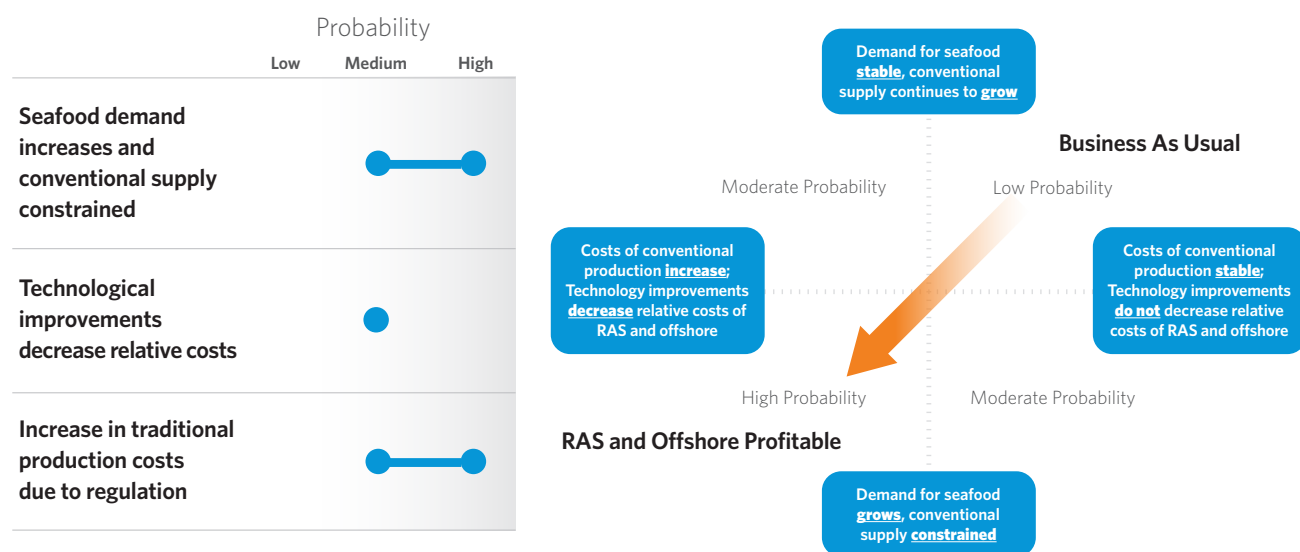 Probability
Low Medium High
Seafood demand
increases and
conventional supply
constrained
Technological
improvements
decrease relative costs
Increase in traditional
production costs
due to regulation
Demand for seafood
stable, conventional
supply continues to grow
Business As Usual
Moderate Probability
Low Probability
Costs of conventional
production increase;
Technology improvements
decrease relative costs of
RAS and offshore
Costs of conventional
production stable;
Technology improvements
do not decrease relative
costs of RAS and offshore
High Probability
Moderate Probability
RAS and Offshore Profitable
Demand for seafood
grows, conventional
supply constrained